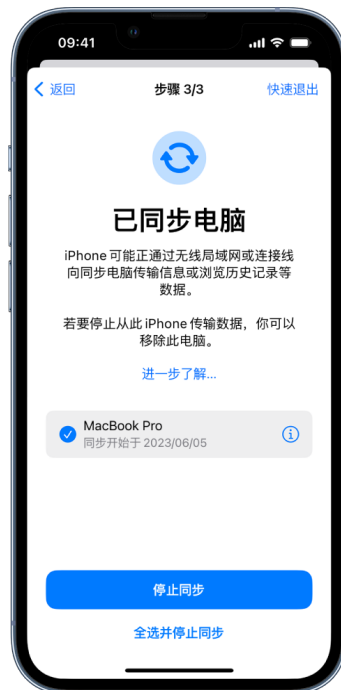 09:41
返回
步骤 3/3
快速退出
已同步电脑
iPhone 可能正通过无线局域网或连接线
向同步电脑传输信息或浏览历史记录等
数据。
若要停止从此 iPhone 传输数据，你可以
移除此电脑。
进一步了解...
MacBook Pro
同步开始于 2023/06/05
停止同步
全选并停止同步